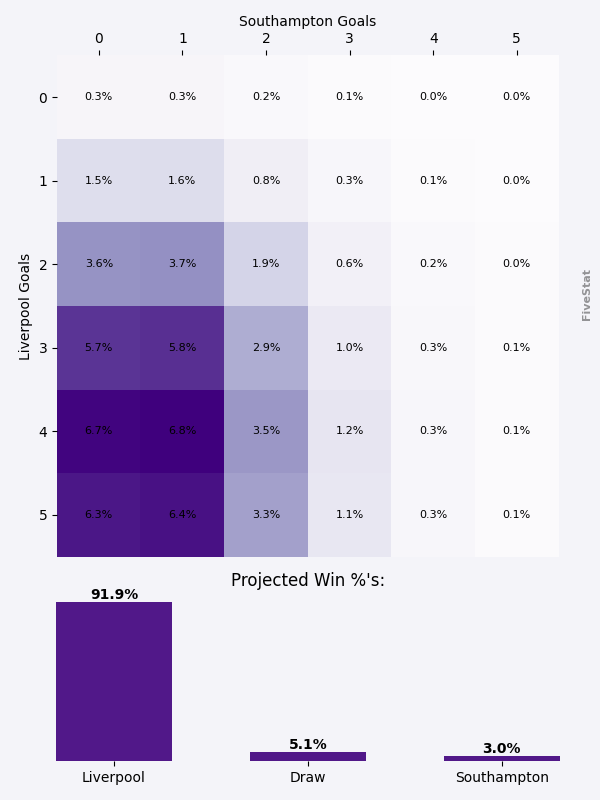 Southampton Goals
0 1 2 3 4 5
0 0.3% 0.3% 0.2% 0.1% 0.0% 0.0%
1 1.5% 1.6% 0.8% 0.3% 0.1% 0.0%
2 3.6% 3.7% 1.9% 0.6% 0.2% 0.0%
3 5.7% 5.8% 2.9% 1.0% 0.3% 0.1%
4 6.7% 6.8% 3.5% 1.2% 0.3% 0.1%
5 6.3% 6.4% 3.3% 1.1% 0.3% 0.1%
Liverpool Goals
FiveStat
Projected Win %'s:
91.9% 5.1% 3.0%
Liverpool Draw Southampton